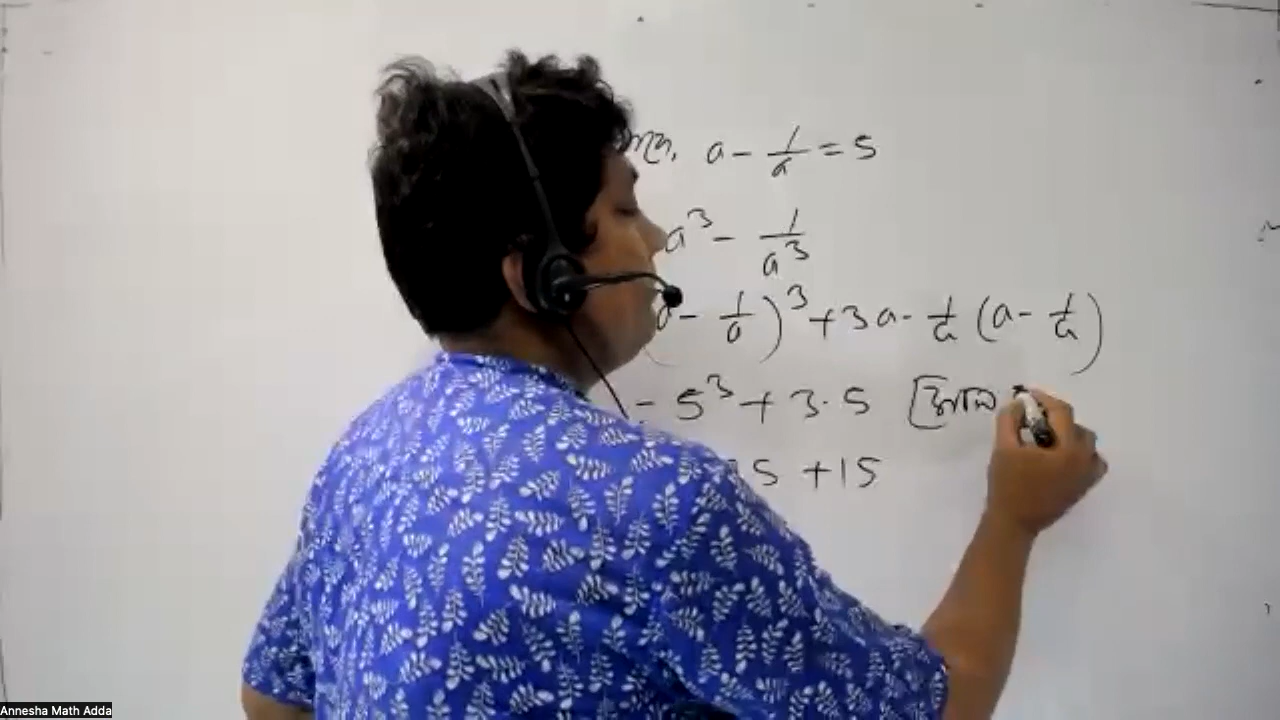 a - 1/a = 5
a³ - 1/a³
- 1/a)³ + 3a · 1/a (a - 1/a)
= 5³ + 3·5 [
5 + 15
Annesha Math Adda